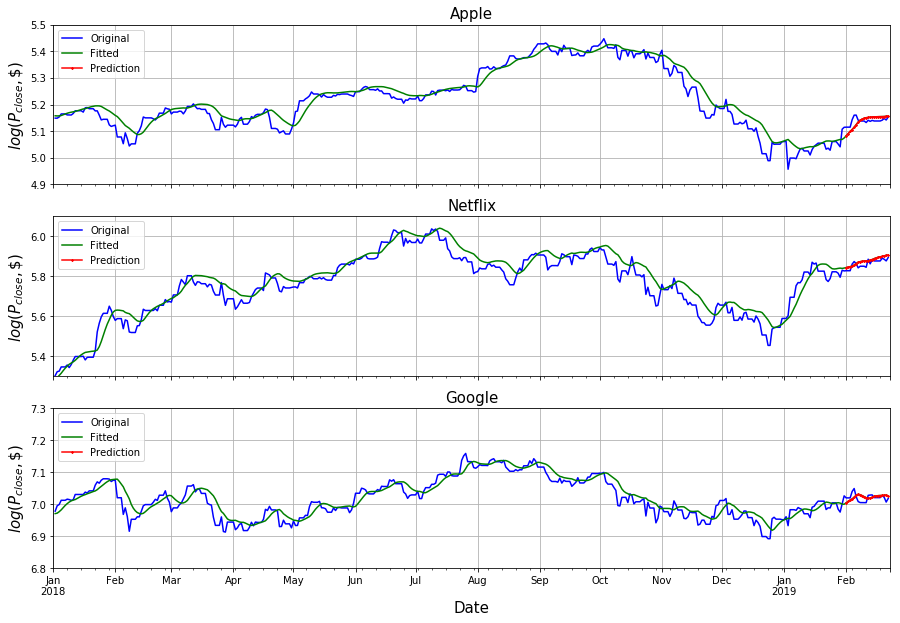 Apple
5.5
5.4
5.3
5.2
5.1
5.0
4.9
log(P_close, $)
Original
Fitted
Prediction
Netflix
6.0
5.8
5.6
5.4
log(P_close, $)
Original
Fitted
Prediction
Google
7.3
7.2
7.1
7.0
6.9
6.8
log(P_close, $)
Original
Fitted
Prediction
Jan Feb Mar Apr May Jun Jul Aug Sep Oct Nov Dec Jan Feb
2018 2019
Date